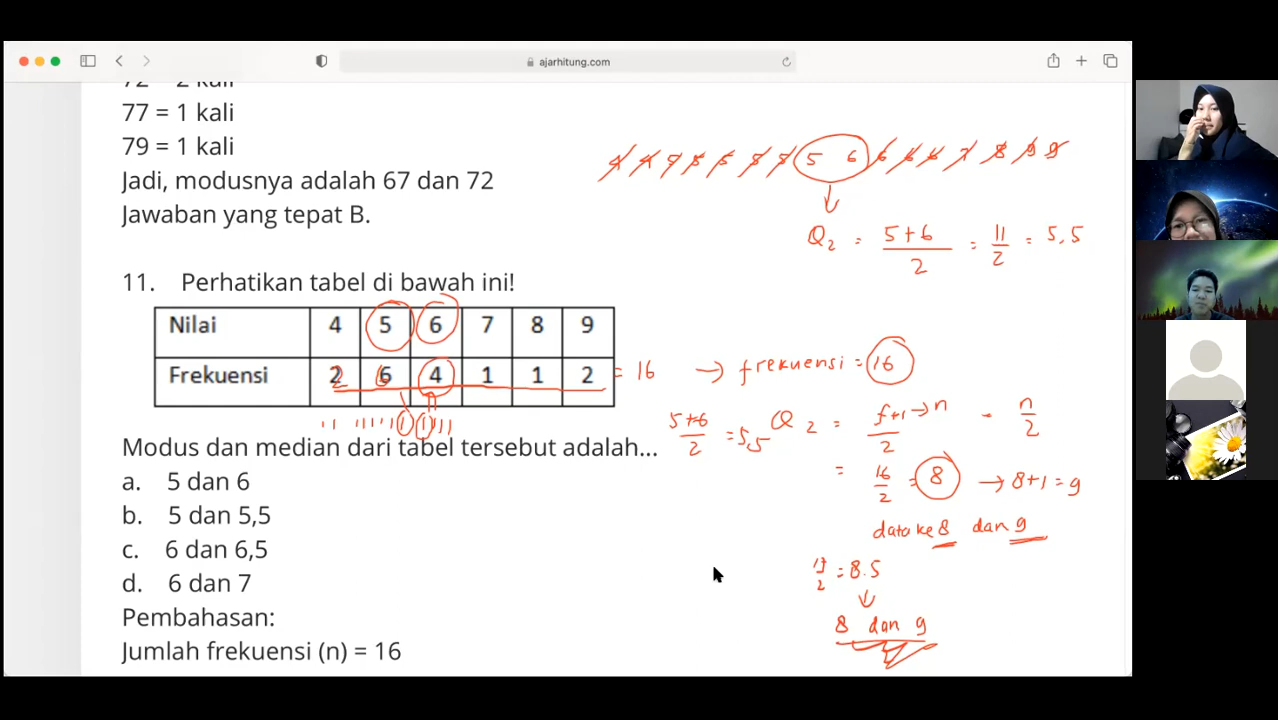 ajarhitung.com
72 = 2 kali
77 = 1 kali
79 = 1 kali
Jadi, modusnya adalah 67 dan 72
Jawaban yang tepat B.
5 6
Q2 = 5+6 / 2 = 11 / 2 = 5,5
11. Perhatikan tabel di bawah ini!
Nilai 4 5 6 7 8 9
Frekuensi 2 6 4 1 1 2 = 16 → frekuensi = 16
5+6 / 2 = 5,5
Q2 = f+1 → n / 2 = n / 2
= 16 / 2 = 8 → 8+1 = 9
data ke 8 dan 9
17 / 2 = 8.5
8 dan 9
Modus dan median dari tabel tersebut adalah...
a. 5 dan 6
b. 5 dan 5,5
c. 6 dan 6,5
d. 6 dan 7
Pembahasan:
Jumlah frekuensi (n) = 16